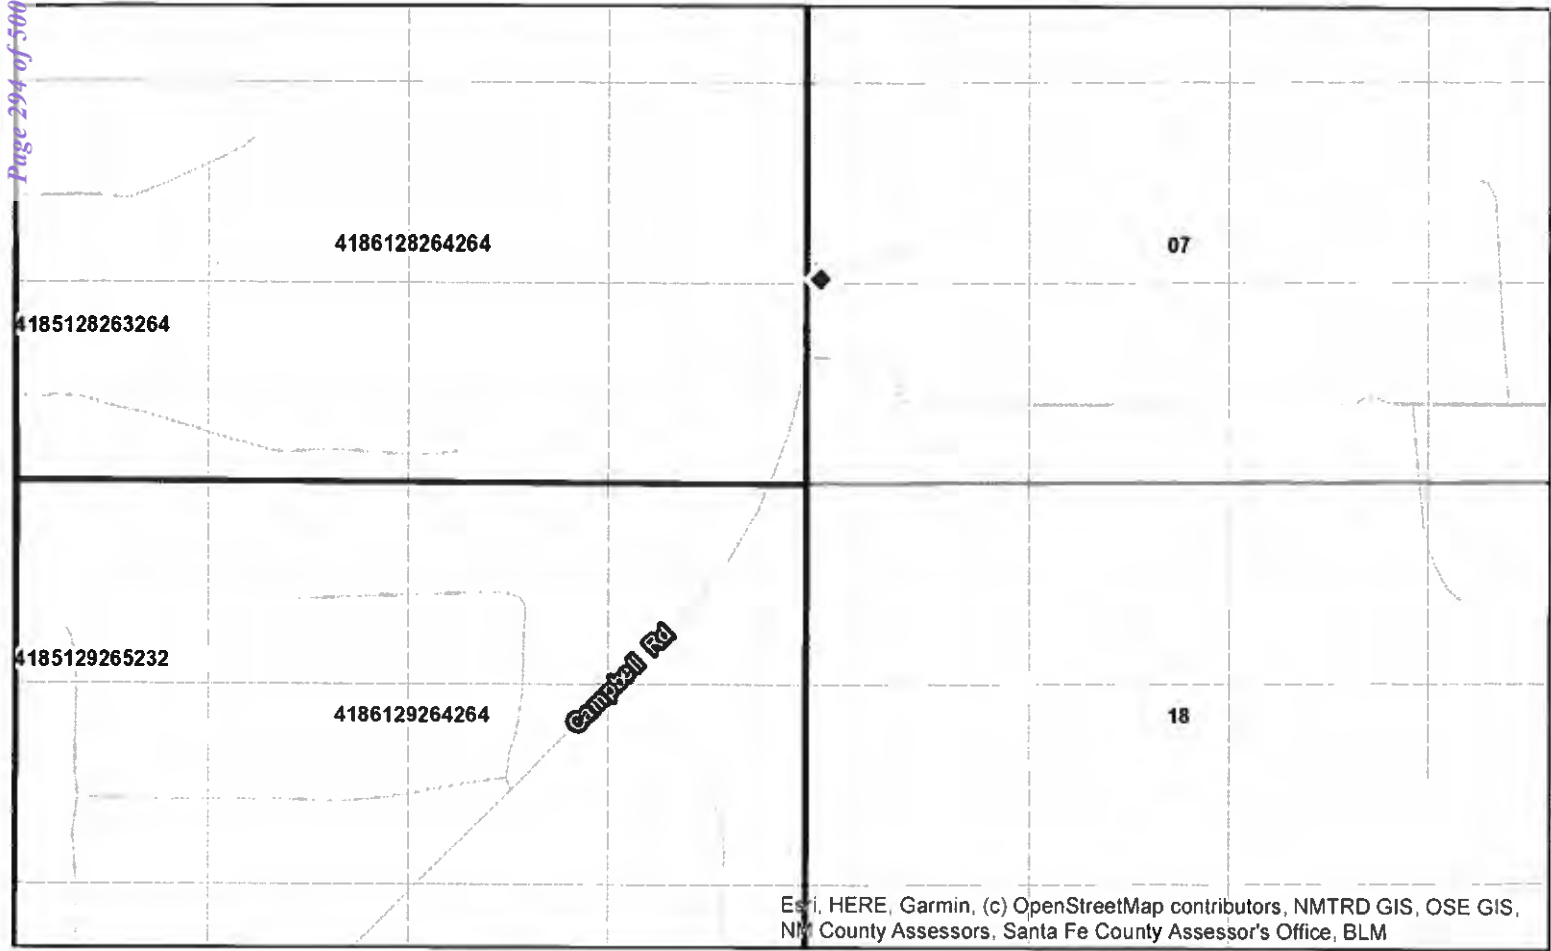 Page 294 of 500
4186128264264
07
4185128263264
Campbell Rd
4185129265232
4186129264264
18
Esri, HERE, Garmin, (c) OpenStreetMap contributors, NMTRD GIS, OSE GIS,
NM County Assessors, Santa Fe County Assessor's Office, BLM